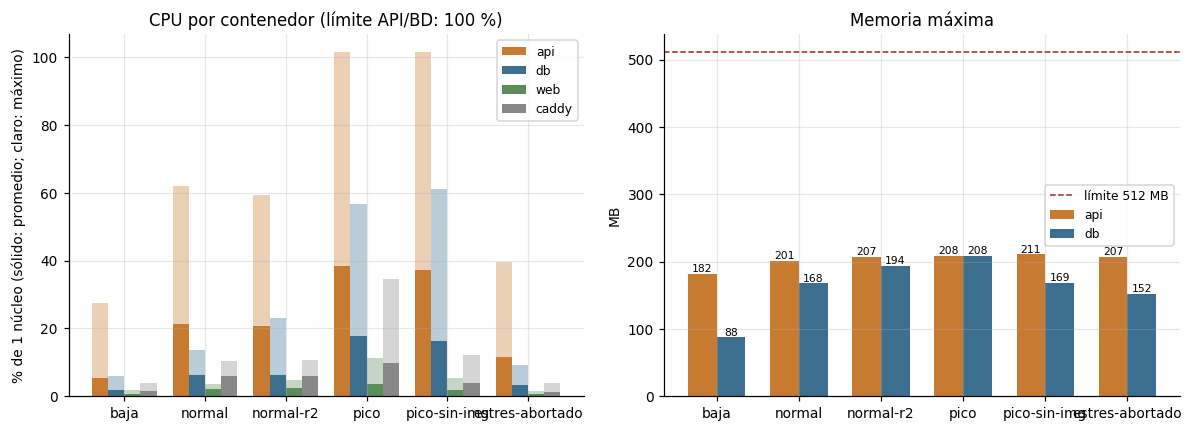 CPU por contenedor (límite API/BD: 100 %)
% de 1 núcleo (sólido: promedio; claro: máximo)
100
80
60
40
20
0
api
db
web
caddy
baja
normal
normal-r2
pico
pico-sin-img
estres-abortado
Memoria máxima
MB
500
400
300
200
100
0
límite 512 MB
api
db
182
88
201
168
207
194
208
208
211
169
207
152
baja
normal
normal-r2
pico
pico-sin-img
estres-abortado